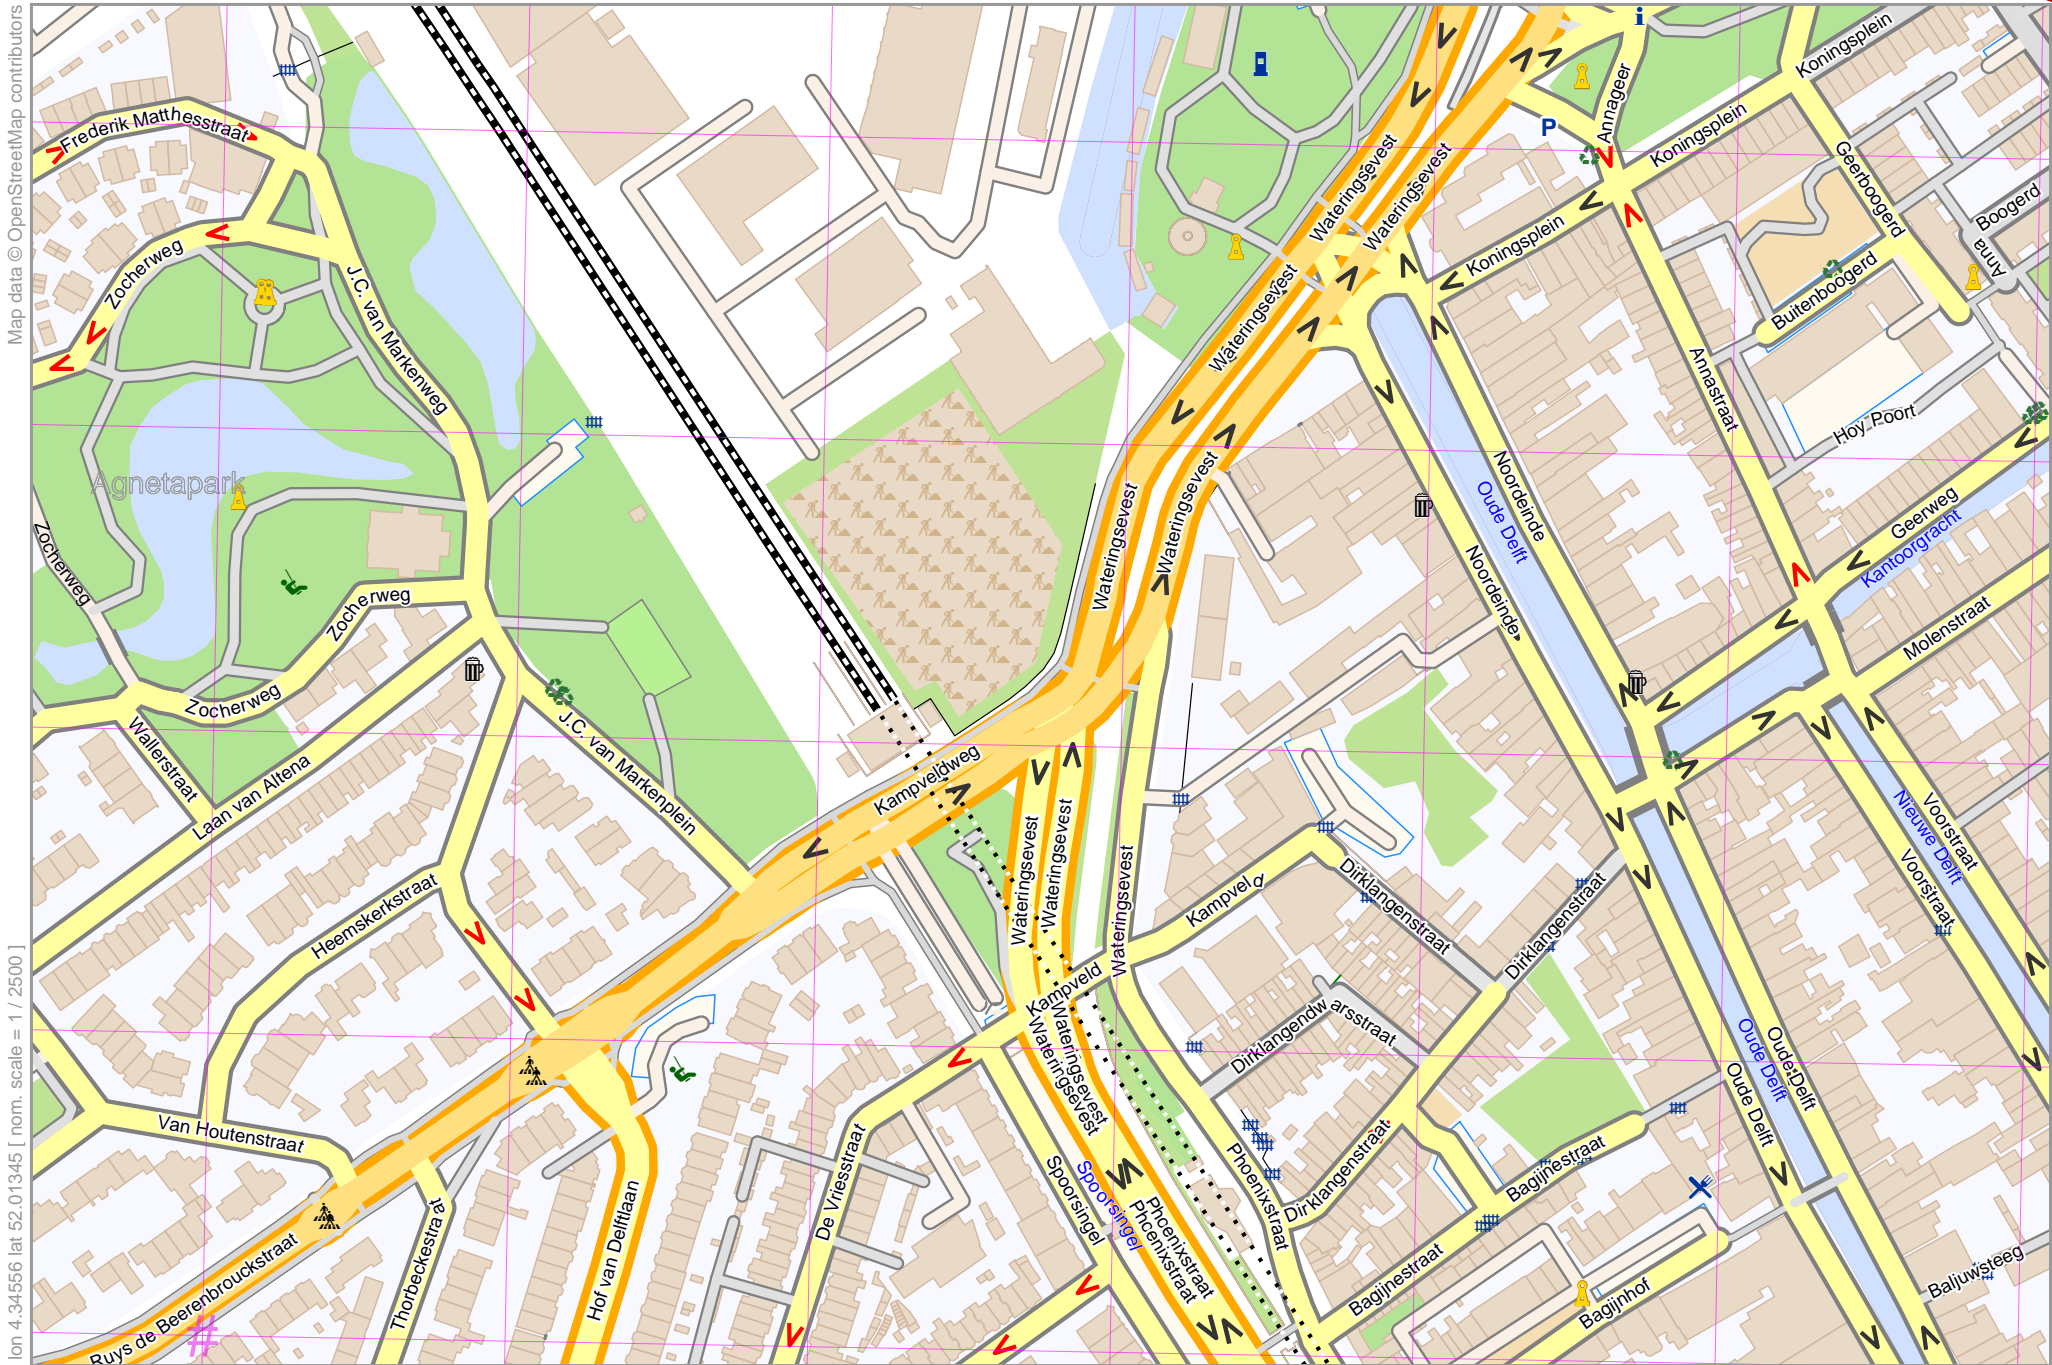 Map data © OpenStreetMap contributors
lon 4.34556 lat 52.01345 [ nom. scale = 1 / 2500 ]
i
P
Koningsplein
Annageer
Koningsplein
Koningsplein
Geerboogerd
Boogerd
Anna
Buitenboogerd
Hoy Poort
Annastraat
Geerweg
Kantoorgracht
Molenstraat
Frederik Matthesstraat
Zocherweg
J.C. van Markenweg
Agnetapark
Zocherweg
Zocherweg
Zocherweg
Wallerstraat
Laan van Altena
J.C. van Markenplein
Heemskerkstraat
Van Houtenstraat
Ruys de Beerenbrouckstraat
Thorbeckestraat
Hof van Delftlaan
De Vriesstraat
Spoorsingel
Spoorsingel
Kampveldweg
Wateringsevest
Wateringsevest
Wateringsevest
Wateringsevest
Wateringsevest
Wateringsevest
Wateringsevest
Wateringsevest
Wateringsevest
Wateringsevest
Kampveld
Kampveld
Phoenixstraat
Phoenixstraat
Phoenixstraat
Noordeinde
Noordeinde
Oude Delft
Dirklangenstraat
Dirklangenstraat
Dirklangendwarsstraat
Dirklangenstraat
Bagijnestraat
Bagijnestraat
Bagijnhof
Oude Delft
Oude Delft
Oude Delft
Nieuwe Delft
Voorstraat
Voorstraat
Baljuwsteeg
#